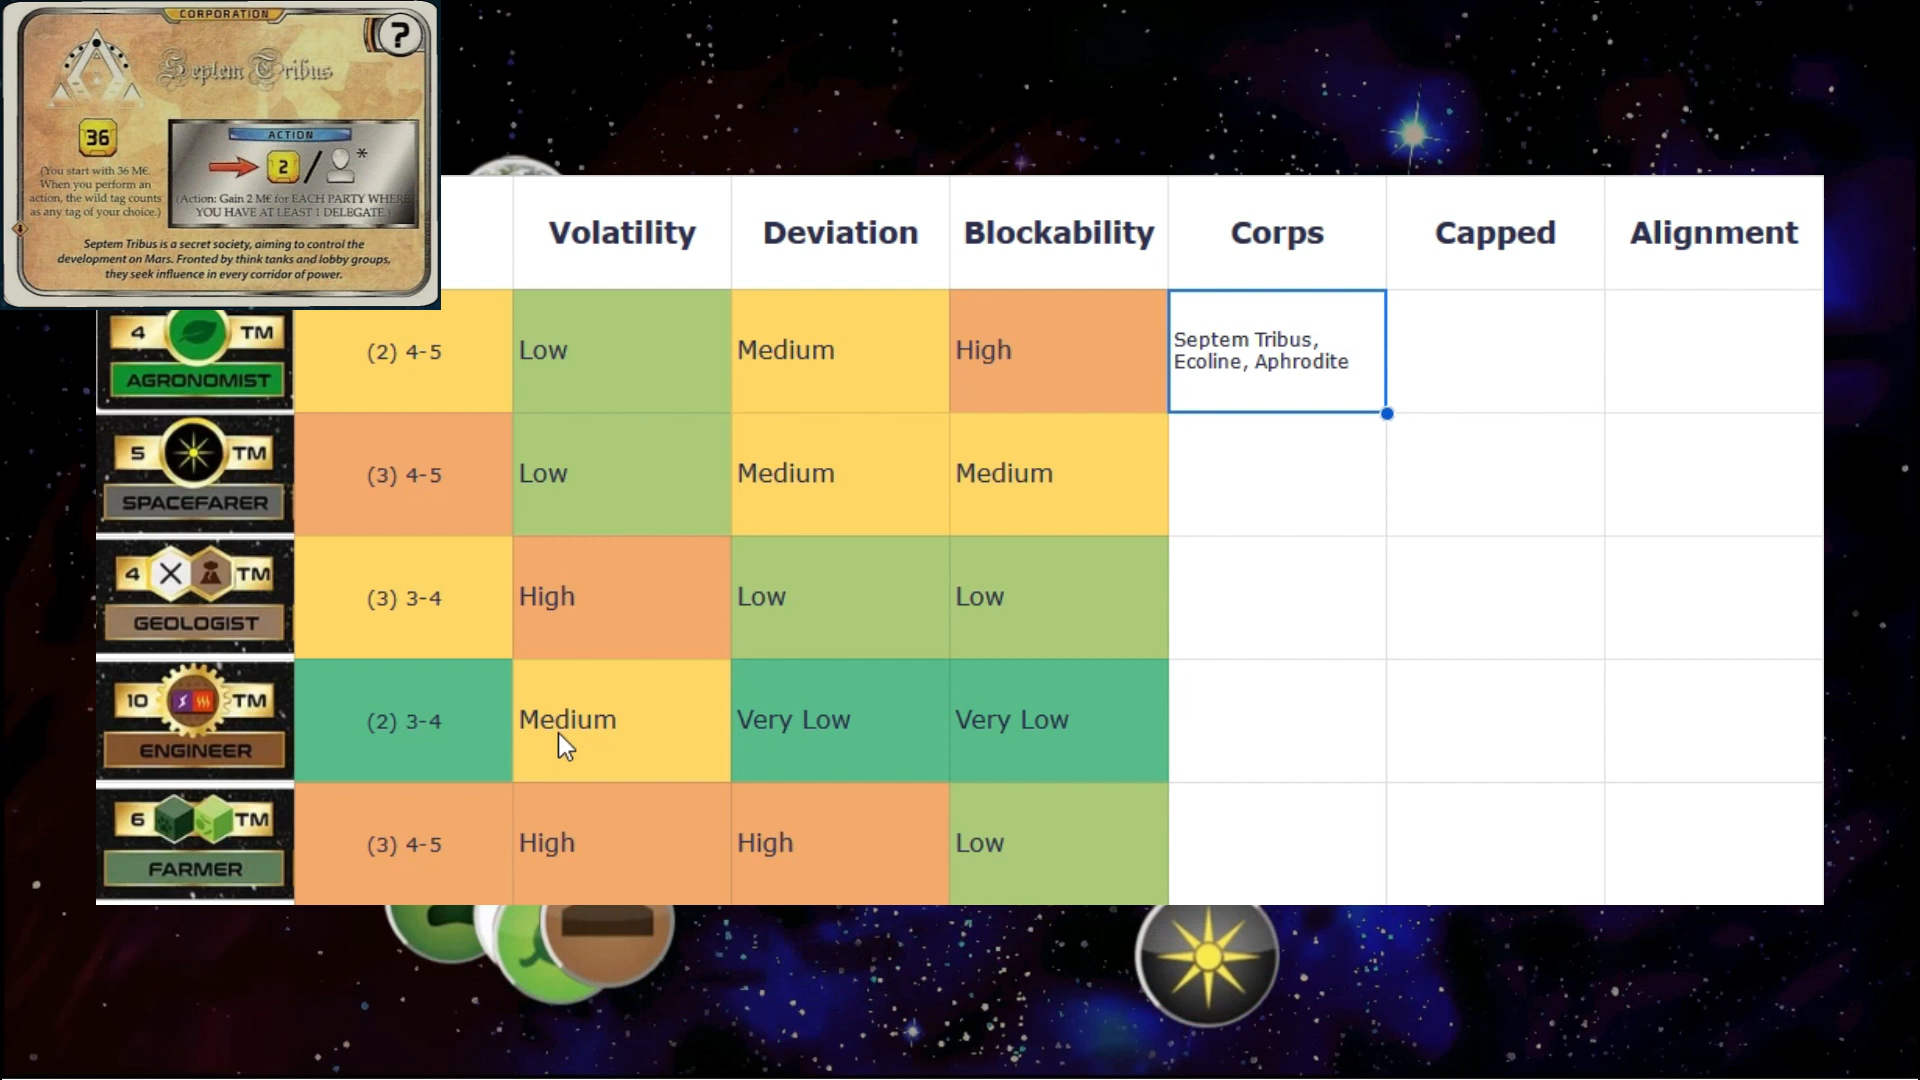 CORPORATION
?
Septem Tribus
36
ACTION
2 / *
(You start with 36 M€.
When you perform an
action, the wild tag counts
as any tag of your choice.)
(Action: Gain 2 M€ for EACH PARTY WHERE
YOU HAVE AT LEAST 1 DELEGATE.)
Septem Tribus is a secret society, aiming to control the
development on Mars. Fronted by think tanks and lobby groups,
they seek influence in every corridor of power.
Volatility Deviation Blockability Corps Capped Alignment
4 TM
AGRONOMIST
(2) 4-5 Low Medium High
Septem Tribus,
Ecoline, Aphrodite
5 TM
SPACEFARER
(3) 4-5 Low Medium Medium
4 TM
GEOLOGIST
(3) 3-4 High Low Low
10 TM
ENGINEER
(2) 3-4 Medium Very Low Very Low
6 TM
FARMER
(3) 4-5 High High Low